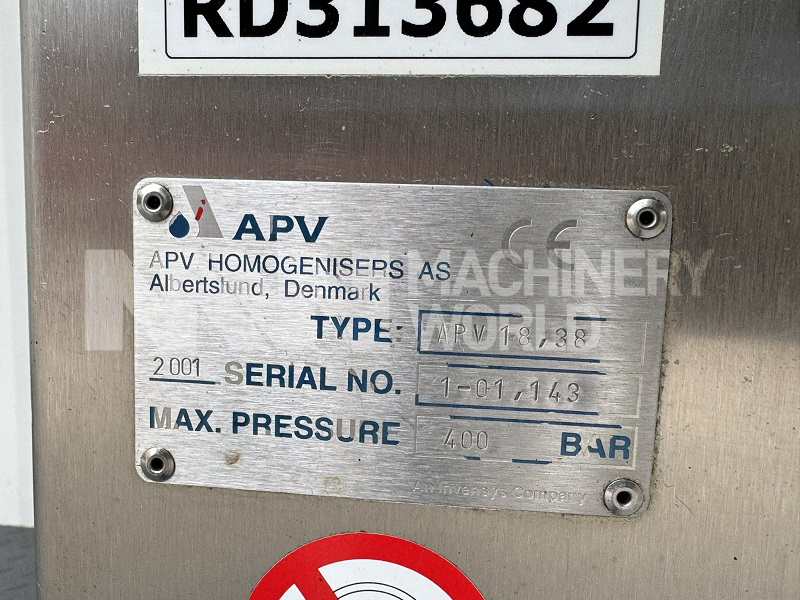 RD313682
APV
CE
APV HOMOGENISERS AS
Albertslund, Denmark
MACHINERY
WORLD
TYPE: APV 18,38
2001 SERIAL NO. 1-01,143
MAX. PRESSURE 400 BAR
An Invensys Company